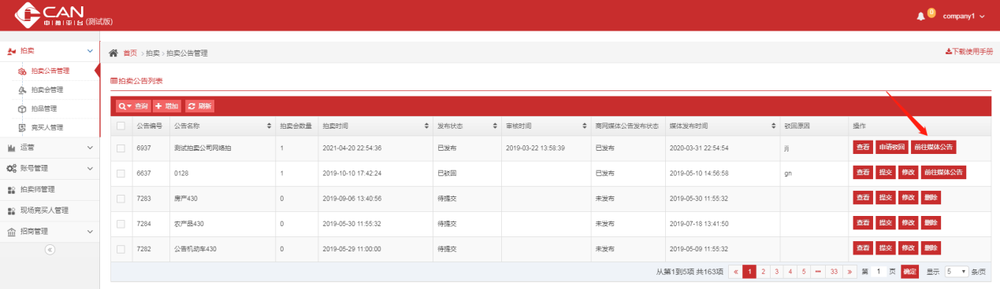 CAN
中拍平台 (测试版)
0
company1
拍卖
拍卖公告管理
拍卖会管理
拍品管理
竞买人管理
运营
账号管理
拍卖师管理
现场竞买人管理
招商管理
首页 > 拍卖 > 拍卖公告管理
下载使用手册
拍卖公告列表
查询 增加 刷新
公告编号 公告名称 拍卖会数量 拍卖时间 发布状态 审核时间 商网媒体公告发布状态 媒体发布时间 驳回原因 操作
6937 测试拍卖公司网络拍 1 2021-04-20 22:54:36 已发布 2019-03-22 13:58:39 已发布 2020-03-31 22:54:54 jlj 查看 申请驳回 前往媒体公告
6637 0128 1 2019-10-10 17:42:24 已驳回 已发布 2019-05-10 14:56:58 gn 查看 提交 修改 前往媒体公告
7283 房产430 0 2019-09-06 13:40:56 待提交 未发布 2019-05-30 11:55:32 查看 提交 修改 删除
7284 农产品430 0 2019-05-30 11:55:32 待提交 未发布 2019-07-18 13:41:50 查看 提交 修改 删除
7282 公告机动车430 0 2019-05-29 11:00:00 待提交 未发布 2019-05-09 11:55:32 查看 提交 修改 删除
从第1到5项 共163项 « 1 2 3 4 5 ••• 33 » 第 1 页 确定 显示 5 条/页